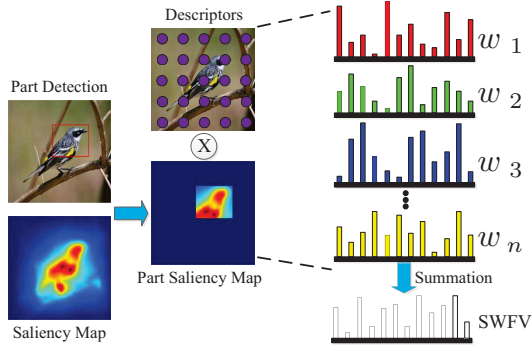 Descriptors
Part Detection
X
Part Saliency Map
Saliency Map
w 1
w 2
w 3
w n
Summation
SWFV